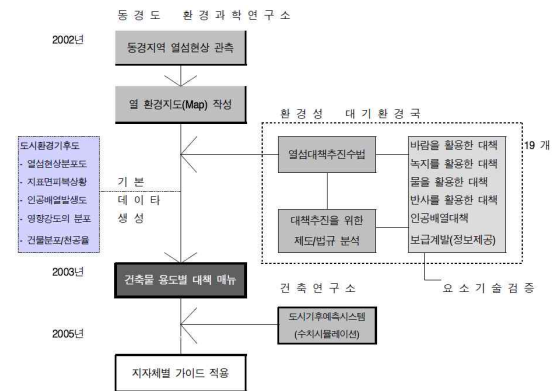 동경도 환경과학연구소
2002년
동경지역 열섬현상 관측
열 환경지도(Map) 작성
환경성 대기환경국
19 개
도시환경기후도
- 열섬현상분포도
- 지표면피복상황
- 인공배열발생도
- 영향강도의 분포
- 건물분포/천공율
기본
데이타
생성
열섬대책추진수법
대책추진을 위한
제도/법규 분석
바람을 활용한 대책
녹지를 활용한 대책
물을 활용한 대책
반사를 활용한 대책
인공배열대책
보급계발(정보제공)
2003년
건축물 용도별 대책 메뉴
건축연구소
요소기술검증
도시기후예측시스템
(수치시뮬레이션)
2005년
지자체별 가이드 적용